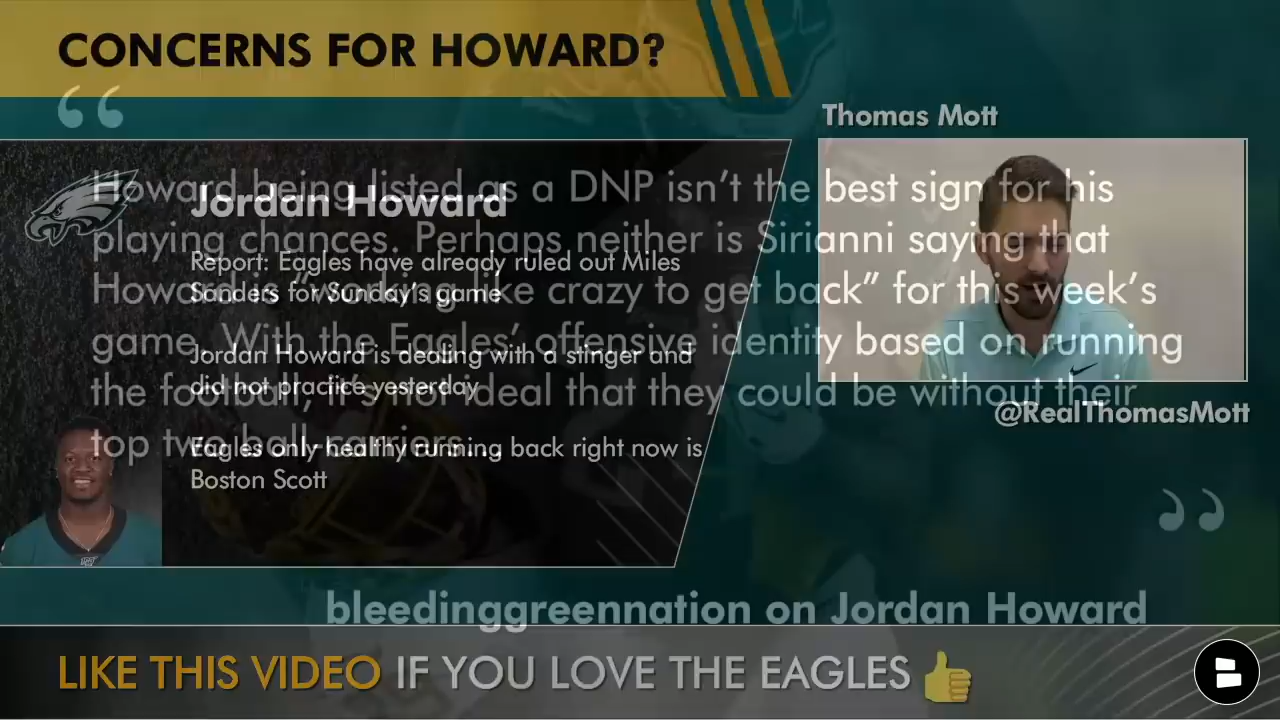 CONCERNS FOR HOWARD?
Thomas Mott
“
Howard being listed as a DNP isn’t the best sign for his
playing chances. Perhaps neither is Sirianni saying that
Howard is “working like crazy to get back” for this week’s
game. With the Eagles’ offensive identity based on running
the football, it’s not ideal that they could be without their
top two ball-carriers...
”
Jordan Howard
Report: Eagles have already ruled out Miles
Sanders for Sunday’s game
Jordan Howard is dealing with a stinger and
did not practice yesterday
Eagles only healthy running back right now is
Boston Scott
@RealThomasMott
bleedinggreennation on Jordan Howard
LIKE THIS VIDEO IF YOU LOVE THE EAGLES 👍